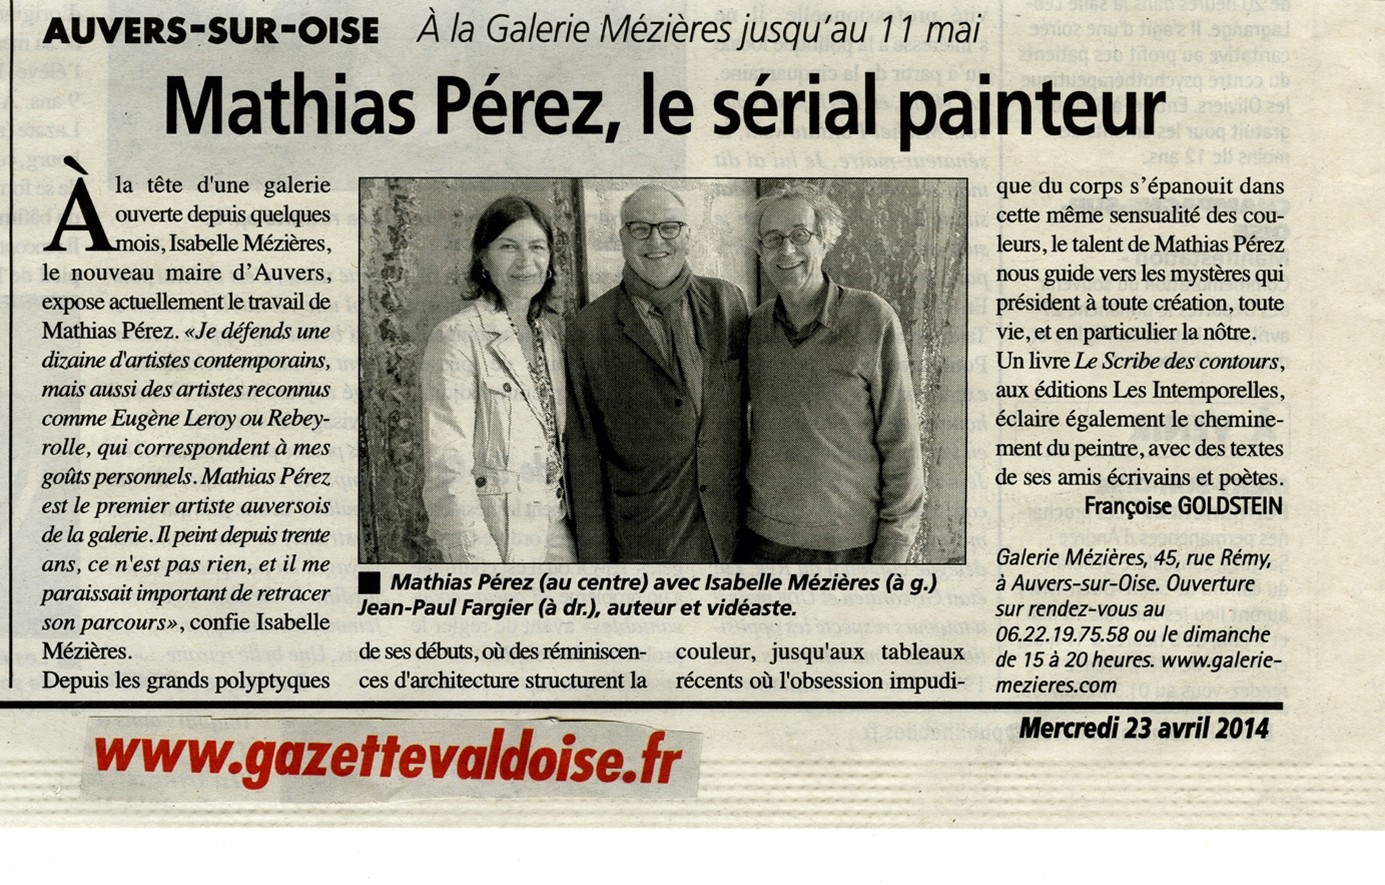 AUVERS-SUR-OISE À la Galerie Mézières jusqu'au 11 mai
Mathias Pérez, le sérial painteur
À la tête d'une galerie
ouverte depuis quelques
mois, Isabelle Mézières,
le nouveau maire d'Auvers,
expose actuellement le travail de
Mathias Pérez. «Je défends une
dizaine d'artistes contemporains,
mais aussi des artistes reconnus
comme Eugène Leroy ou Rebey-
rolle, qui correspondent à mes
goûts personnels. Mathias Pérez
est le premier artiste auversois
de la galerie. Il peint depuis trente
ans, ce n'est pas rien, et il me
paraissait important de retracer
son parcours», confie Isabelle
Mézières.
Depuis les grands polyptyques
■ Mathias Pérez (au centre) avec Isabelle Mézières (à g.)
Jean-Paul Fargier (à dr.), auteur et vidéaste.
de ses débuts, où des réminiscen-
ces d'architecture structurent la
couleur, jusqu'aux tableaux
récents où l'obsession impudi-
que du corps s'épanouit dans
cette même sensualité des cou-
leurs, le talent de Mathias Pérez
nous guide vers les mystères qui
président à toute création, toute
vie, et en particulier la nôtre.
Un livre Le Scribe des contours,
aux éditions Les Intemporelles,
éclaire également le chemine-
ment du peintre, avec des textes
de ses amis écrivains et poètes.
Françoise GOLDSTEIN
Galerie Mézières, 45, rue Rémy,
à Auvers-sur-Oise. Ouverture
sur rendez-vous au
06.22.19.75.58 ou le dimanche
de 15 à 20 heures. www.galerie-
mezieres.com
Mercredi 23 avril 2014
www.gazettevaldoise.fr